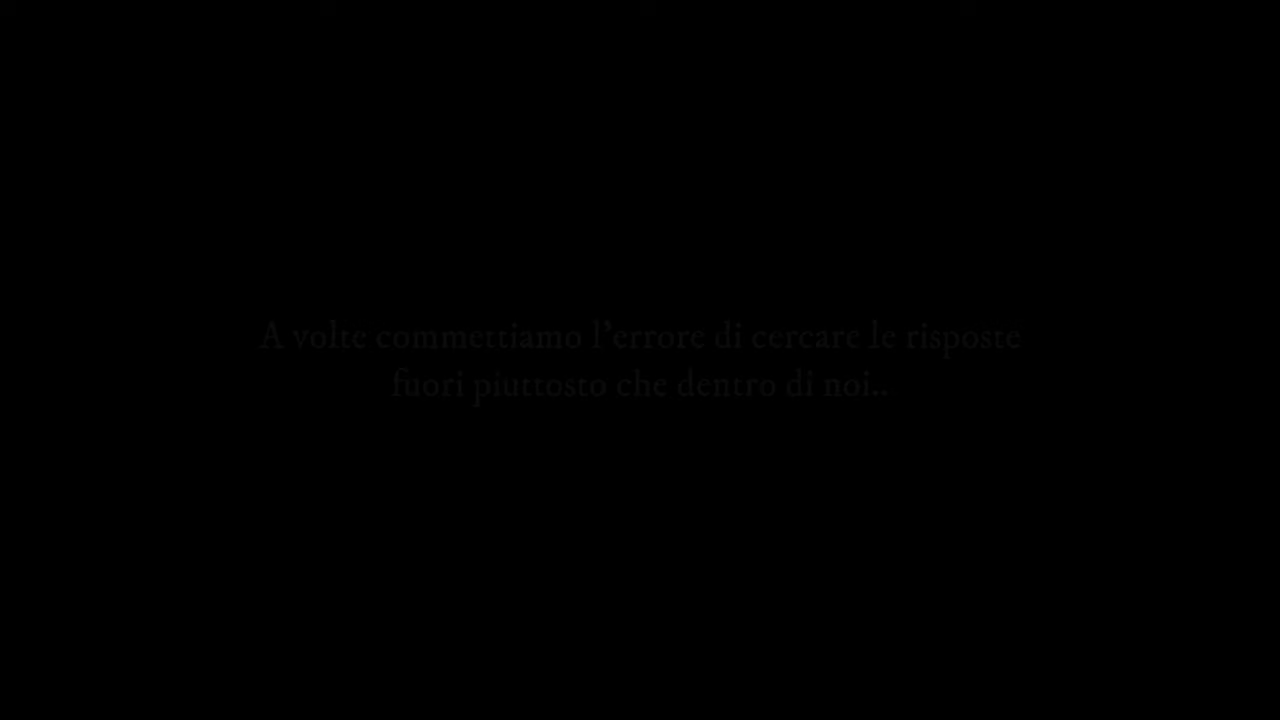 A volte commettiamo l'errore di cercare le risposte
fuori piuttosto che dentro di noi..